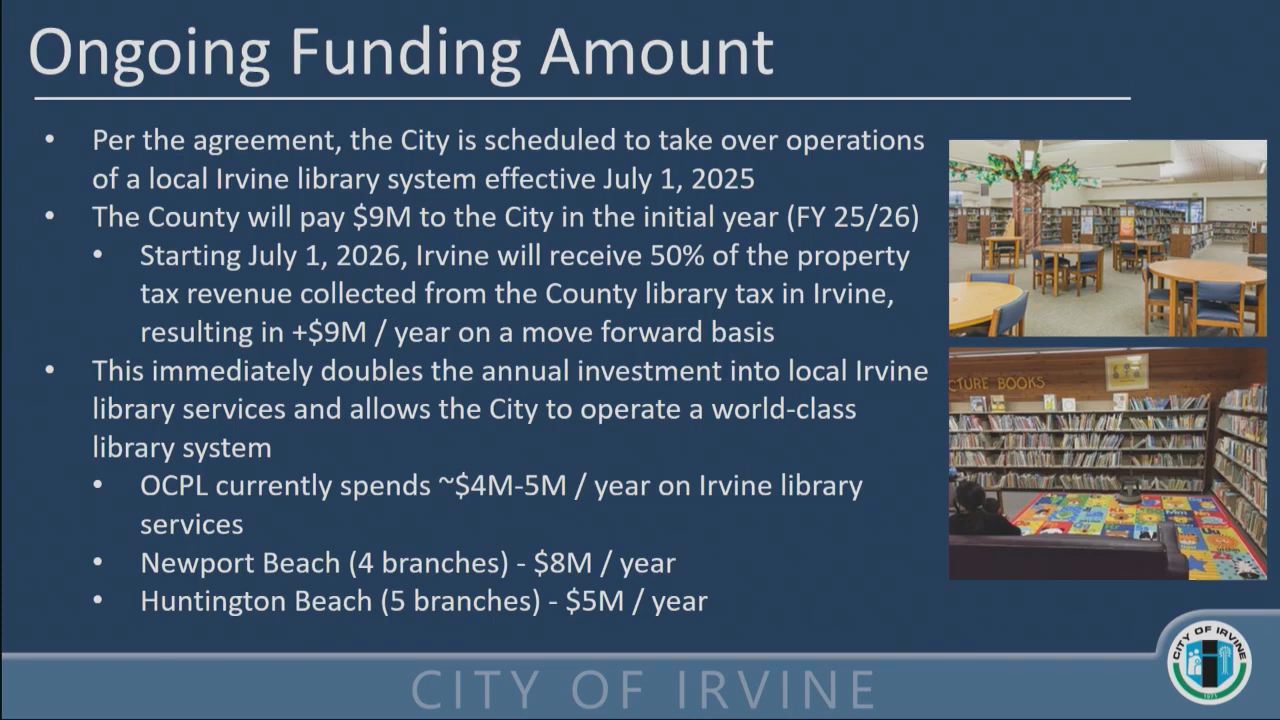 Ongoing Funding Amount
• Per the agreement, the City is scheduled to take over operations
of a local Irvine library system effective July 1, 2025
• The County will pay $9M to the City in the initial year (FY 25/26)
• Starting July 1, 2026, Irvine will receive 50% of the property
tax revenue collected from the County library tax in Irvine,
resulting in +$9M / year on a move forward basis
• This immediately doubles the annual investment into local Irvine
library services and allows the City to operate a world-class
library system
• OCPL currently spends ~$4M-5M / year on Irvine library
services
• Newport Beach (4 branches) - $8M / year
• Huntington Beach (5 branches) - $5M / year
CTURE BOOKS
CITY OF IRVINE
CITY OF IRVINE
1971